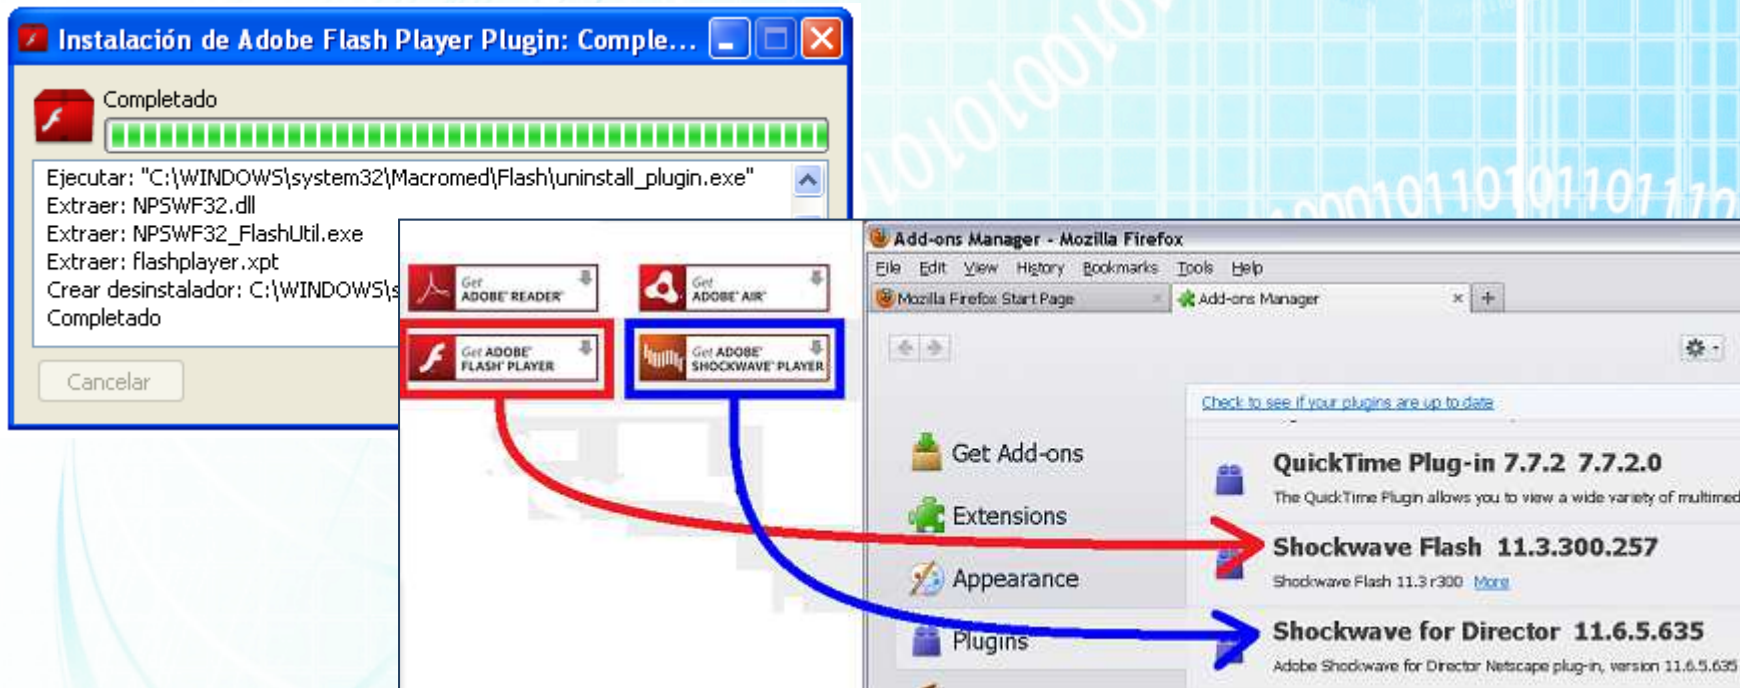 Instalación de Adobe Flash Player Plugin: Comple...
Completado
Ejecutar: "C:\WINDOWS\system32\Macromed\Flash\uninstall_plugin.exe"
Extraer: NPSWF32.dll
Extraer: NPSWF32_FlashUtil.exe
Extraer: flashplayer.xpt
Crear desinstalador: C:\WINDOWS\s
Completado
Cancelar
Get ADOBE® READER®
Get ADOBE® AIR®
Get ADOBE® FLASH® PLAYER
Get ADOBE® SHOCKWAVE® PLAYER
Add-ons Manager - Mozilla Firefox
File Edit View History Bookmarks Tools Help
Mozilla Firefox Start Page × Add-ons Manager × +
Check to see if your plugins are up to date
Get Add-ons
Extensions
Appearance
Plugins
QuickTime Plug-in 7.7.2 7.7.2.0
The QuickTime Plugin allows you to view a wide variety of multimed
Shockwave Flash 11.3.300.257
Shockwave Flash 11.3 r300 More
Shockwave for Director 11.6.5.635
Adobe Shockwave for Director Netscape plug-in, version 11.6.5.635